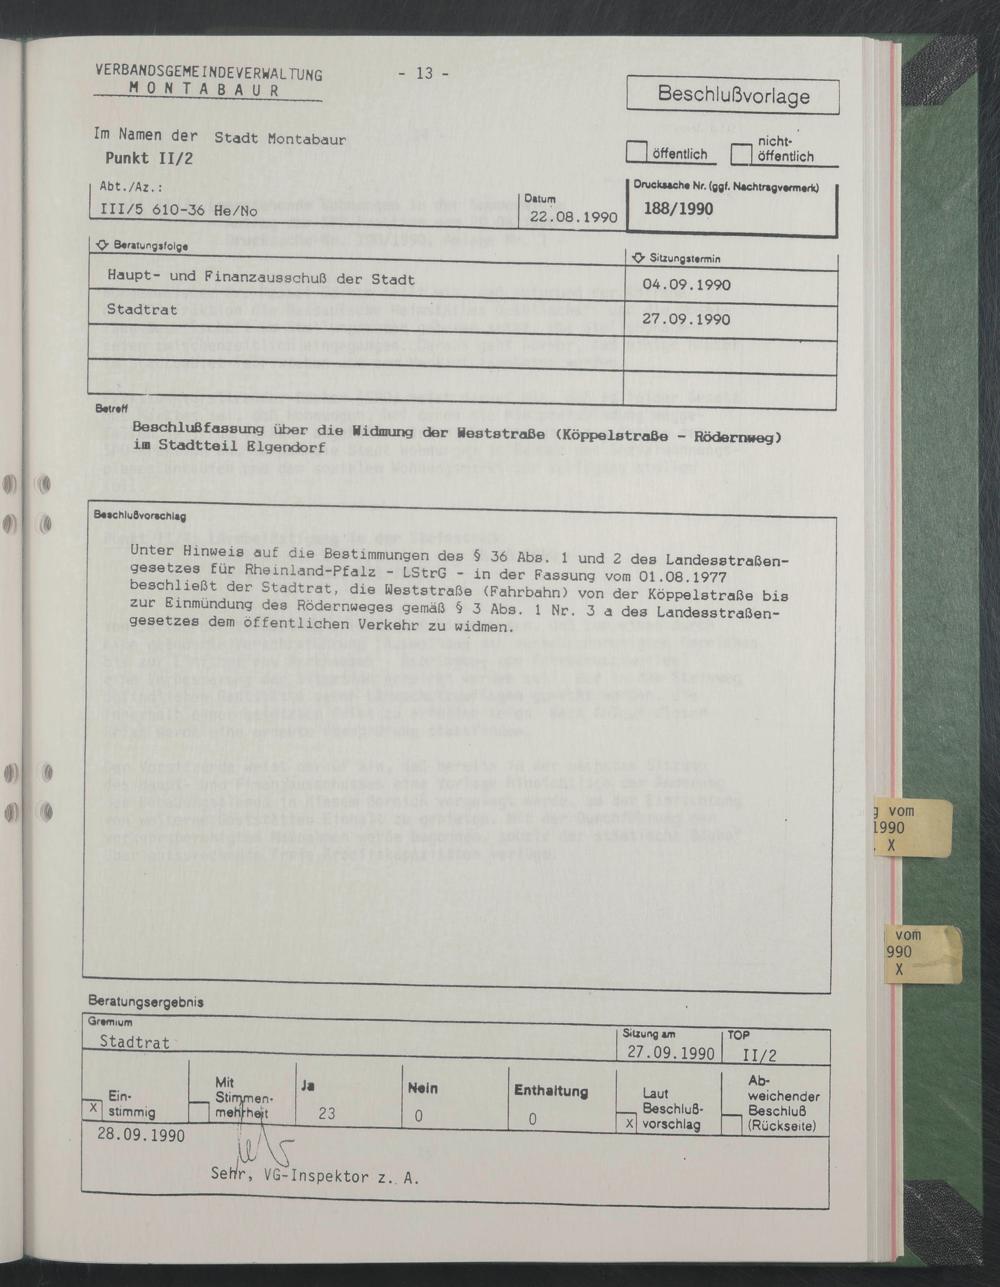 VERBANDSGEMEINDEVERWALTUNG
MONTABAUR
- 13 -
Beschlußvorlage
Im Namen der Stadt Montabaur
Punkt II/2
öffentlich
nicht-
öffentlich
Abt./Az.:
III/5 610-36 He/No
Datum
22.08.1990
Drucksache Nr. (ggf. Nachtragvermerk)
188/1990
Beratungsfolge
Sitzungstermin
Haupt- und Finanzausschuß der Stadt
04.09.1990
Stadtrat
27.09.1990
Betreff
Beschlußfassung über die Widmung der Weststraße (Köppelstraße - Rödernweg)
im Stadtteil Elgendorf
Beschlußvorschlag
Unter Hinweis auf die Bestimmungen des § 36 Abs. 1 und 2 des Landesstraßen-
gesetzes für Rheinland-Pfalz - LStrG - in der Fassung vom 01.08.1977
beschließt der Stadtrat, die Weststraße (Fahrbahn) von der Köppelstraße bis
zur Einmündung des Rödernweges gemäß § 3 Abs. 1 Nr. 3 a des Landesstraßen-
gesetzes dem öffentlichen Verkehr zu widmen.
g vom
1990
. X
vom
990
X
Beratungsergebnis
Gremium
Stadtrat
Sitzung am
27.09.1990
TOP
II/2
X Ein-
stimmig
Mit
Stimmen-
mehrheit
Ja
23
Nein
0
Enthaltung
0
X Laut
Beschluß-
vorschlag
Ab-
weichender
Beschluß
(Rückseite)
28.09.1990
Sehr, VG-Inspektor z. A.